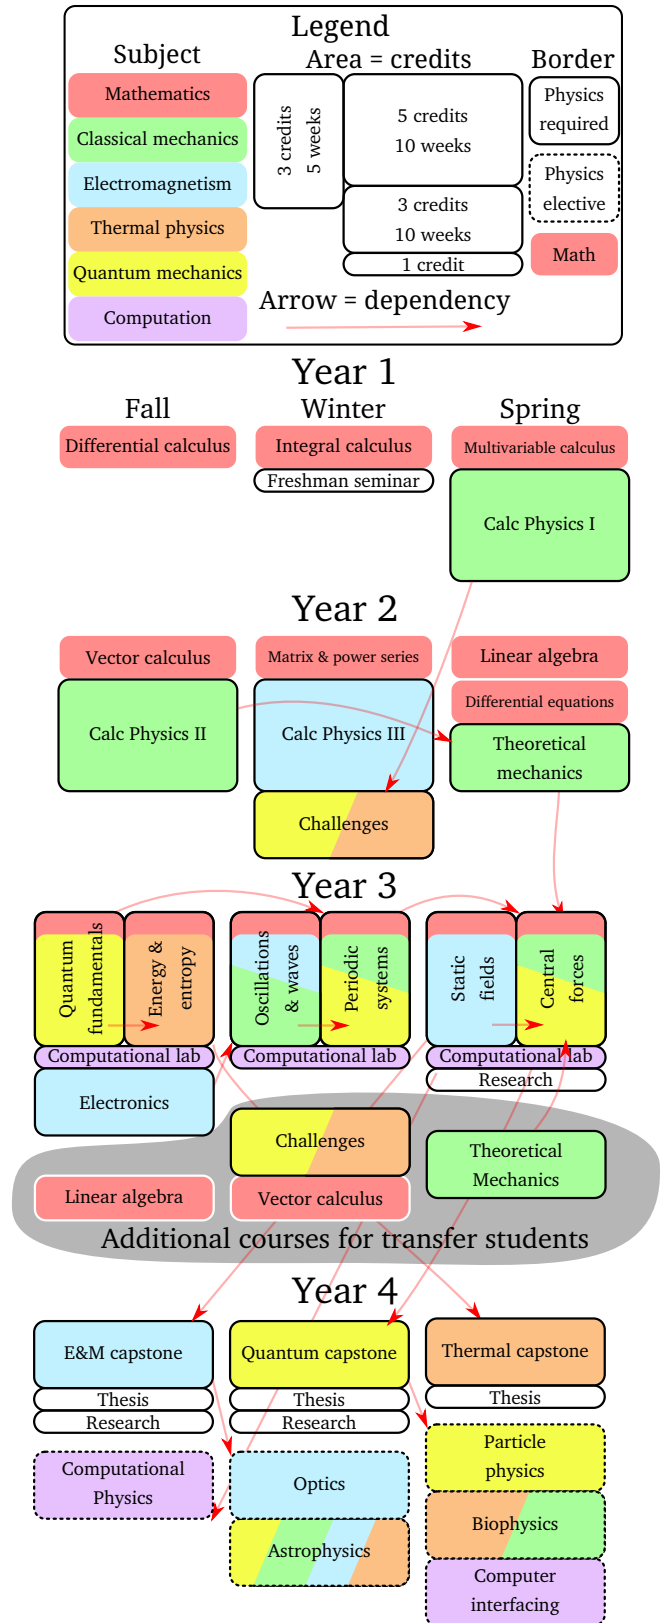 Legend
Subject
Area = credits
Border
Mathematics
Classical mechanics
Electromagnetism
Thermal physics
Quantum mechanics
Computation
3 credits
5 weeks
5 credits
10 weeks
3 credits
10 weeks
1 credit
Physics
required
Physics
elective
Math
Arrow = dependency
Year 1
Fall
Winter
Spring
Differential calculus
Integral calculus
Multivariable calculus
Freshman seminar
Calc Physics I
Year 2
Vector calculus
Matrix & power series
Linear algebra
Differential equations
Calc Physics II
Calc Physics III
Theoretical
mechanics
Challenges
Year 3
Quantum
fundamentals
Energy &
entropy
Oscillations
& waves
Periodic
systems
Static
fields
Central
forces
Computational lab
Computational lab
Computational lab
Electronics
Research
Challenges
Theoretical
Mechanics
Linear algebra
Vector calculus
Additional courses for transfer students
Year 4
E&M capstone
Quantum capstone
Thermal capstone
Thesis
Thesis
Thesis
Research
Research
Computational
Physics
Optics
Astrophysics
Particle
physics
Biophysics
Computer
interfacing